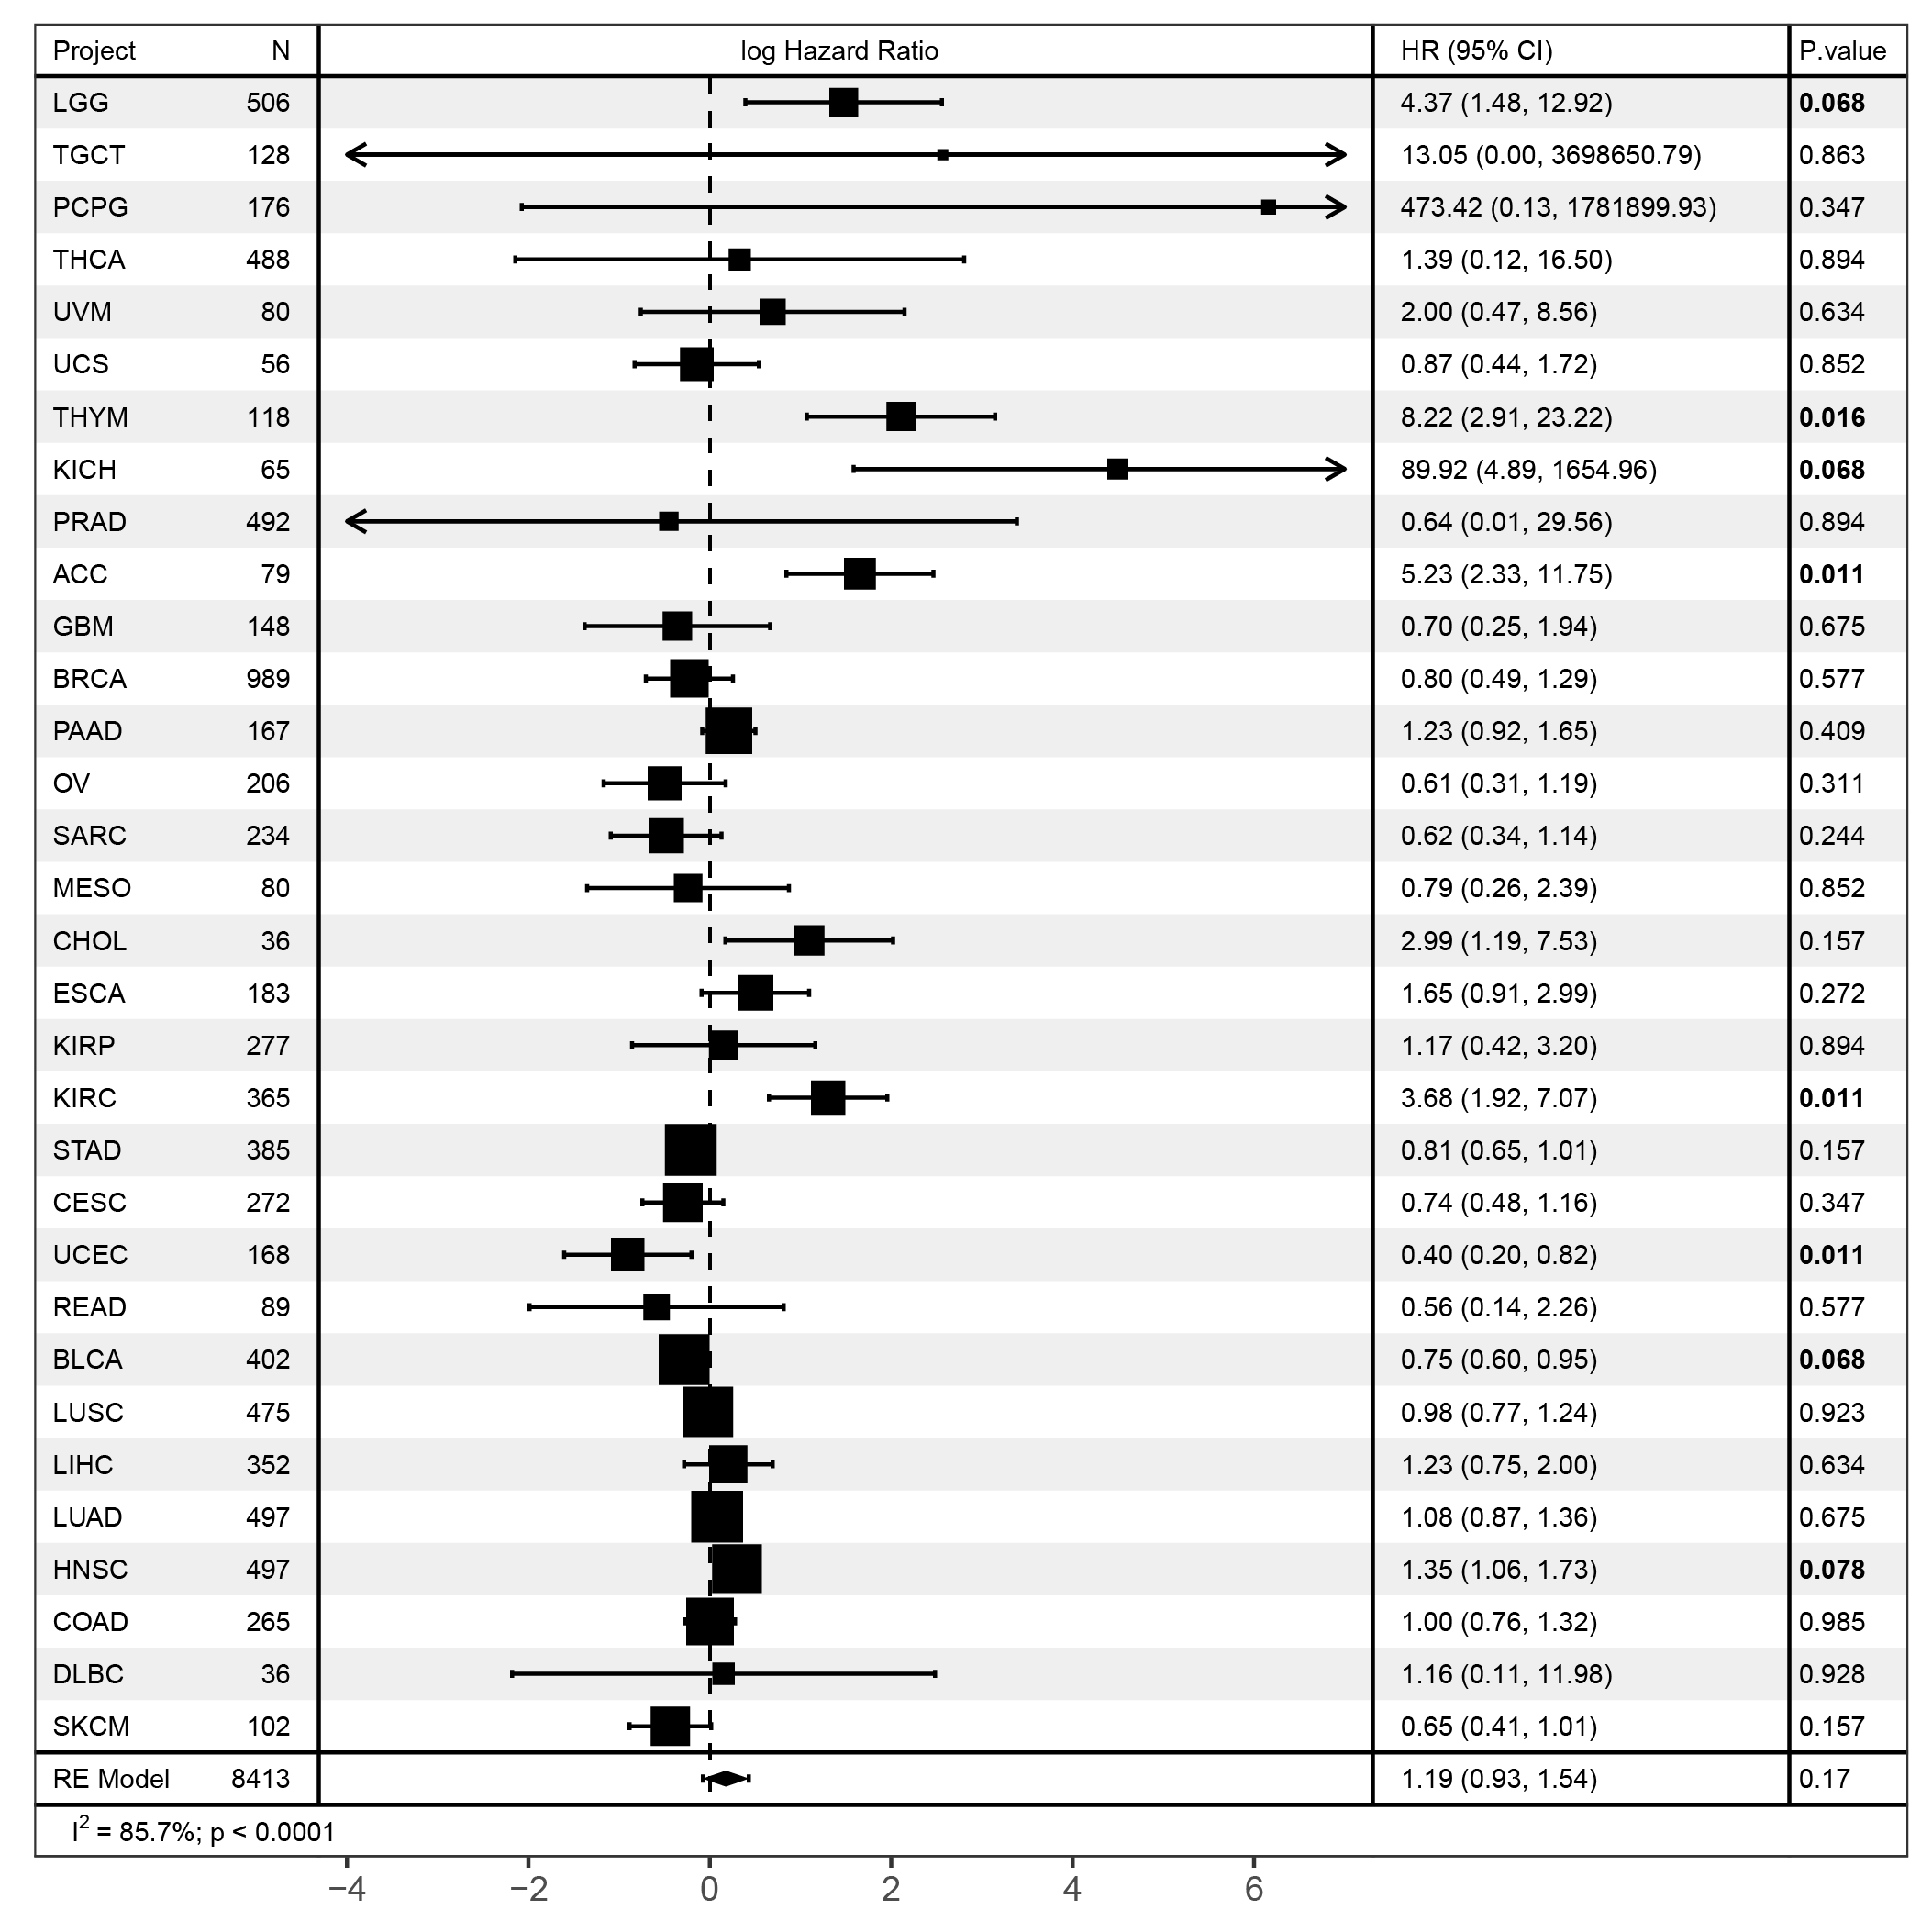 Project N log Hazard Ratio HR (95% CI) P.value
LGG 506 4.37 (1.48, 12.92) 0.068
TGCT 128 13.05 (0.00, 3698650.79) 0.863
PCPG 176 473.42 (0.13, 1781899.93) 0.347
THCA 488 1.39 (0.12, 16.50) 0.894
UVM 80 2.00 (0.47, 8.56) 0.634
UCS 56 0.87 (0.44, 1.72) 0.852
THYM 118 8.22 (2.91, 23.22) 0.016
KICH 65 89.92 (4.89, 1654.96) 0.068
PRAD 492 0.64 (0.01, 29.56) 0.894
ACC 79 5.23 (2.33, 11.75) 0.011
GBM 148 0.70 (0.25, 1.94) 0.675
BRCA 989 0.80 (0.49, 1.29) 0.577
PAAD 167 1.23 (0.92, 1.65) 0.409
OV 206 0.61 (0.31, 1.19) 0.311
SARC 234 0.62 (0.34, 1.14) 0.244
MESO 80 0.79 (0.26, 2.39) 0.852
CHOL 36 2.99 (1.19, 7.53) 0.157
ESCA 183 1.65 (0.91, 2.99) 0.272
KIRP 277 1.17 (0.42, 3.20) 0.894
KIRC 365 3.68 (1.92, 7.07) 0.011
STAD 385 0.81 (0.65, 1.01) 0.157
CESC 272 0.74 (0.48, 1.16) 0.347
UCEC 168 0.40 (0.20, 0.82) 0.011
READ 89 0.56 (0.14, 2.26) 0.577
BLCA 402 0.75 (0.60, 0.95) 0.068
LUSC 475 0.98 (0.77, 1.24) 0.923
LIHC 352 1.23 (0.75, 2.00) 0.634
LUAD 497 1.08 (0.87, 1.36) 0.675
HNSC 497 1.35 (1.06, 1.73) 0.078
COAD 265 1.00 (0.76, 1.32) 0.985
DLBC 36 1.16 (0.11, 11.98) 0.928
SKCM 102 0.65 (0.41, 1.01) 0.157
RE Model 8413 1.19 (0.93, 1.54) 0.17
I² = 85.7%; p < 0.0001
−4 −2 0 2 4 6